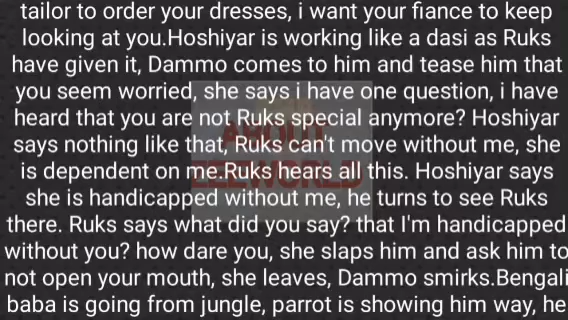 tailor to order your dresses, i want your fiance to keep
looking at you.Hoshiyar is working like a dasi as Ruks
have given it, Dammo comes to him and tease him that
you seem worried, she says i have one question, i have
heard that you are not Ruks special anymore? Hoshiyar
says nothing like that, Ruks can't move without me, she
is dependent on me.Ruks hears all this. Hoshiyar says
she is handicapped without me, he turns to see Ruks
there. Ruks says what did you say? that I'm handicapped
without you? how dare you, she slaps him and ask him to
not open your mouth, she leaves, Dammo smirks.Bengali
baba is going from jungle, parrot is showing him way, he